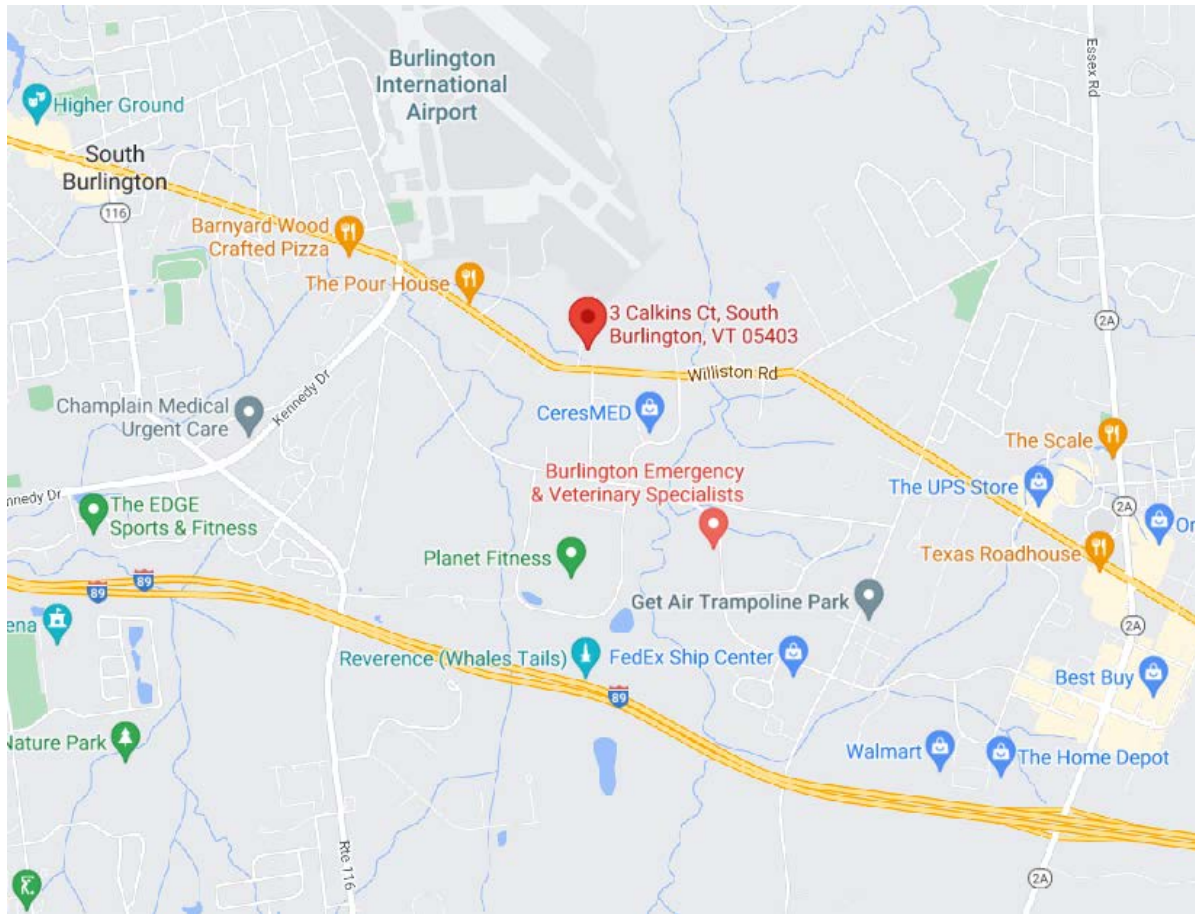 Burlington
International
Airport
Essex Rd
Higher Ground
South
Burlington
116
Barnyard Wood
Crafted Pizza
The Pour House
3 Calkins Ct, South
Burlington, VT 05403
2A
Williston Rd
Kennedy Dr
Champlain Medical
Urgent Care
CeresMED
The Scale
Burlington Emergency
& Veterinary Specialists
The UPS Store
nnedy Dr
The EDGE
Sports & Fitness
2A
Or
Planet Fitness
Texas Roadhouse
89
89
Get Air Trampoline Park
ena
2A
Reverence (Whales Tails)
FedEx Ship Center
Best Buy
89
Nature Park
Walmart
The Home Depot
Rte 116
2A